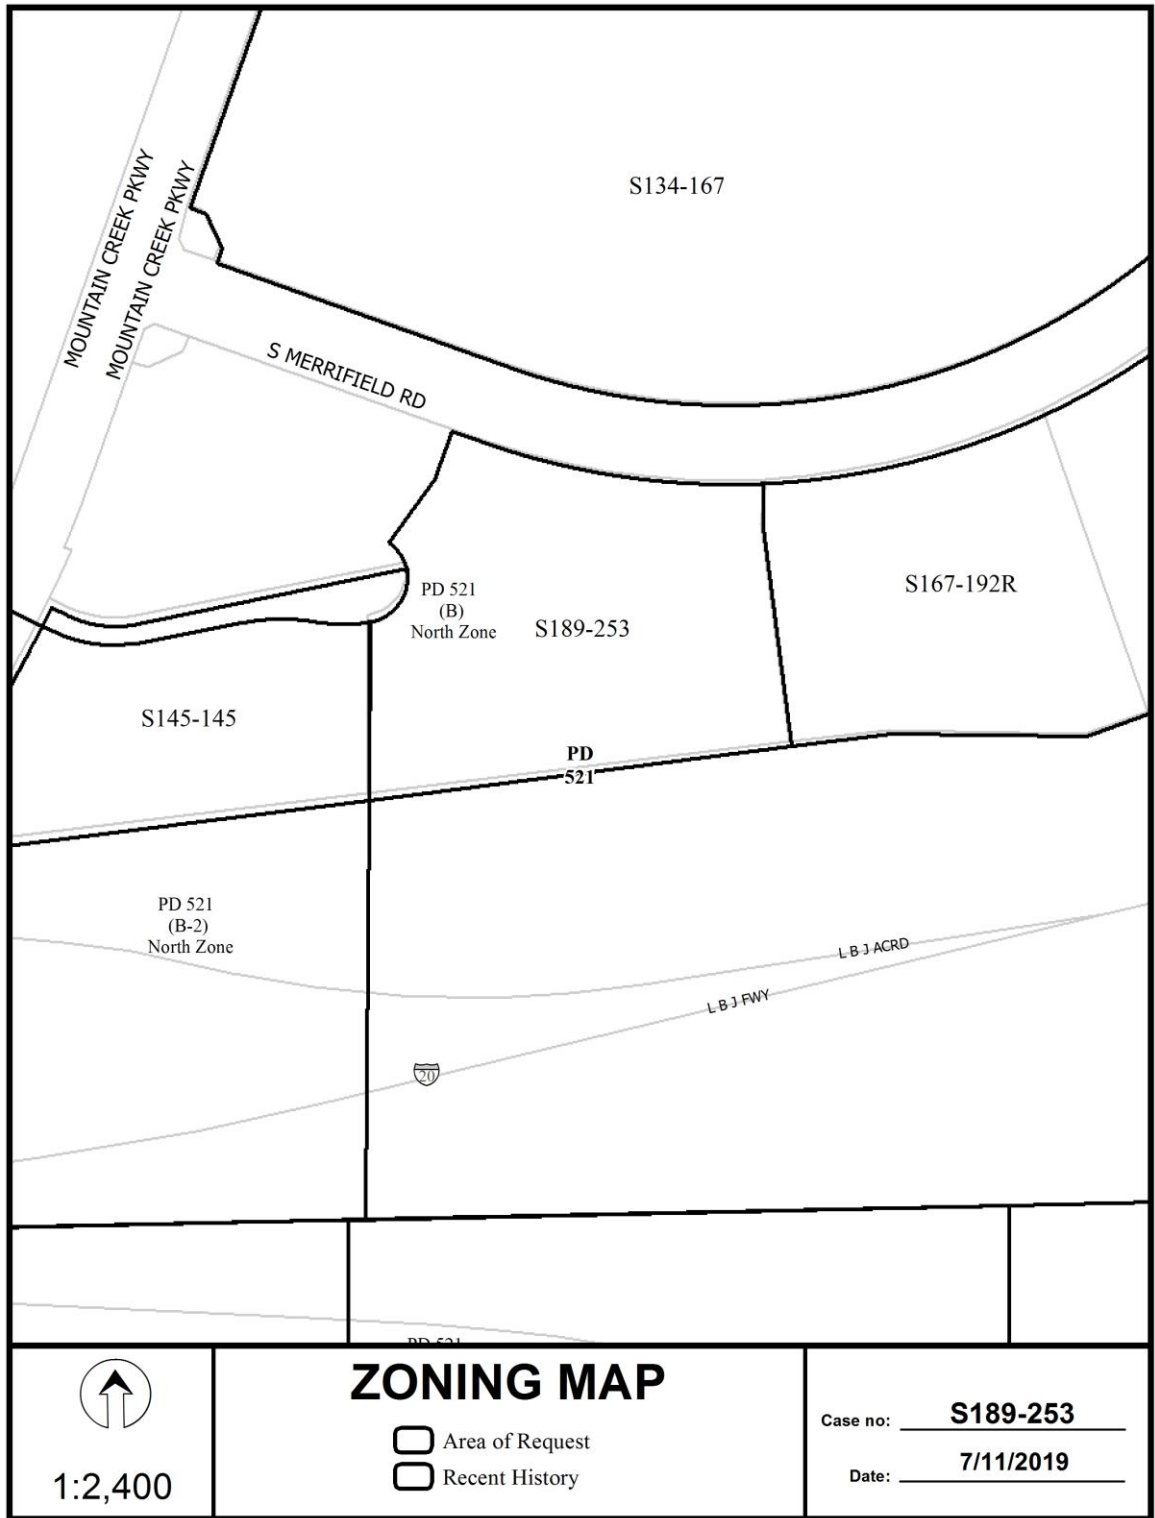 S134-167
MOUNTAIN CREEK PKWY
MOUNTAIN CREEK PKWY
S MERRIFIELD RD
PD 521
(B)
North Zone
S189-253
S167-192R
S145-145
PD
521
PD 521
(B-2)
North Zone
L B J ACRD
L B J FWY
20
PD 521
ZONING MAP
Area of Request
Recent History
1:2,400
Case no: S189-253
Date: 7/11/2019